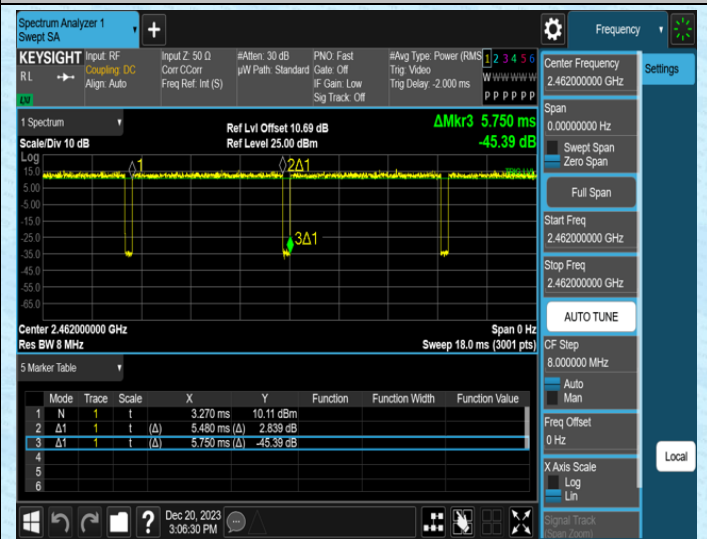 Spectrum Analyzer 1
Swept SA
+
Frequency
KEYSIGHT
RL
Input: RF
Coupling: DC
Align: Auto
Input Z: 50 Ω
Corr CCorr
Freq Ref: Int (S)
#Atten: 30 dB
µW Path: Standard
PNO: Fast
Gate: Off
IF Gain: Low
Sig Track: Off
#Avg Type: Power (RMS
Trig: Video
Trig Delay: -2.000 ms
1 2 3 4 5 6
W W W W W W
P P P P P P
1 Spectrum
Scale/Div 10 dB
Log
Ref Lvl Offset 10.69 dB
Ref Level 25.00 dBm
ΔMkr3 5.750 ms
-45.39 dB
15.0
5.00
-5.00
-15.0
-25.0
-35.0
-45.0
-55.0
-65.0
1
2Δ1
3Δ1
Center 2.462000000 GHz
Res BW 8 MHz
Span 0 Hz
Sweep 18.0 ms (3001 pts)
5 Marker Table
Mode Trace Scale X Y Function Function Width Function Value
1 N 1 t 3.270 ms 10.11 dBm
2 Δ1 1 t (Δ) 5.480 ms (Δ) 2.839 dB
3 Δ1 1 t (Δ) 5.750 ms (Δ) -45.39 dB
4
5
6
?
Dec 20, 2023
3:06:30 PM
Center Frequency
2.462000000 GHz
Span
0.00000000 Hz
Swept Span
Zero Span
Full Span
Start Freq
2.462000000 GHz
Stop Freq
2.462000000 GHz
AUTO TUNE
CF Step
8.000000 MHz
Auto
Man
Freq Offset
0 Hz
X Axis Scale
Log
Lin
Signal Track
(Span Zoom)
Settings
Local